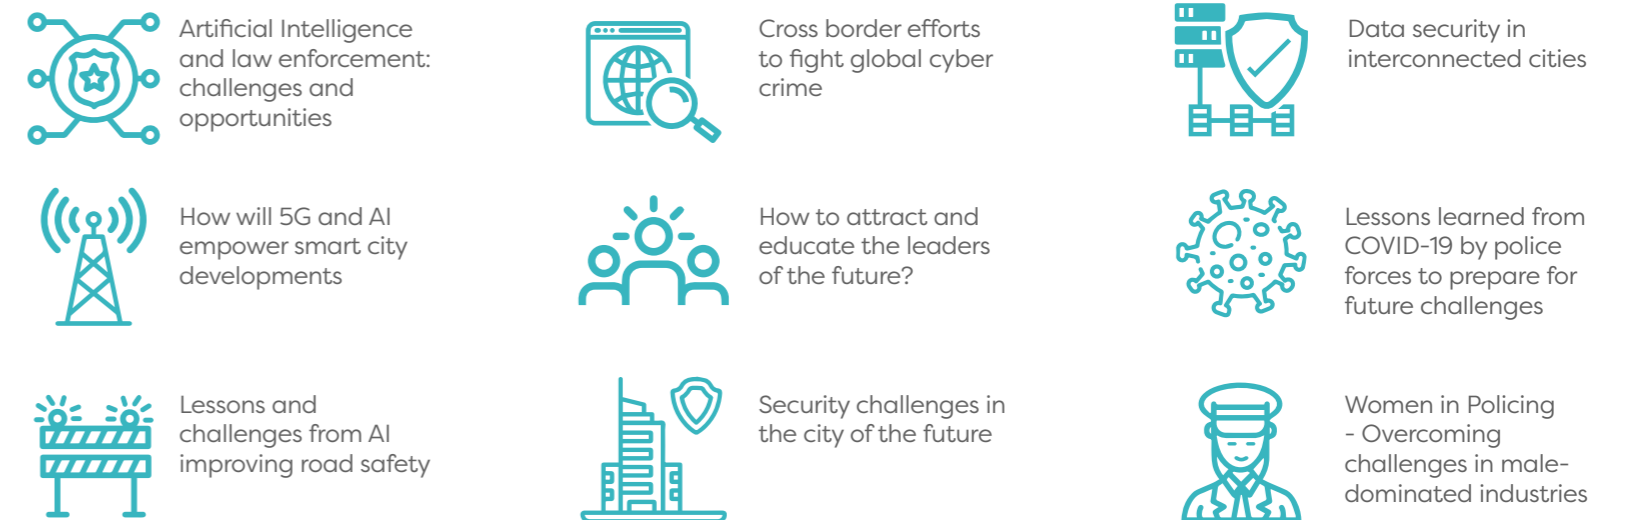 Artificial Intelligence
and law enforcement:
challenges and
opportunities
Cross border efforts
to fight global cyber
crime
Data security in
interconnected cities
How will 5G and AI
empower smart city
developments
How to attract and
educate the leaders
of the future?
Lessons learned from
COVID-19 by police
forces to prepare for
future challenges
Lessons and
challenges from AI
improving road safety
Security challenges in
the city of the future
Women in Policing
- Overcoming
challenges in male-
dominated industries